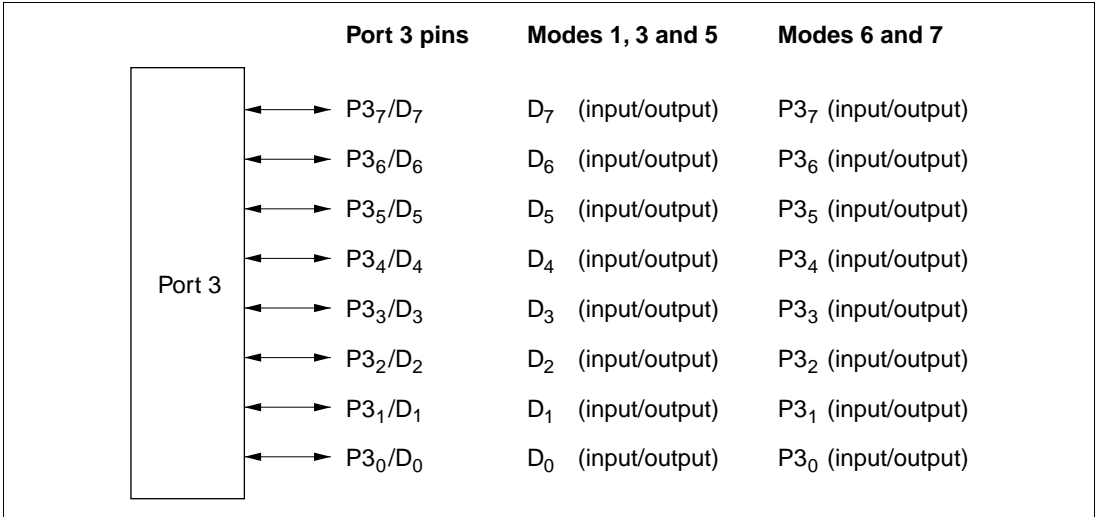 Port 3 pins Modes 1, 3 and 5 Modes 6 and 7
P3₇/D₇ D₇ (input/output) P3₇ (input/output)
P3₆/D₆ D₆ (input/output) P3₆ (input/output)
P3₅/D₅ D₅ (input/output) P3₅ (input/output)
P3₄/D₄ D₄ (input/output) P3₄ (input/output)
Port 3
P3₃/D₃ D₃ (input/output) P3₃ (input/output)
P3₂/D₂ D₂ (input/output) P3₂ (input/output)
P3₁/D₁ D₁ (input/output) P3₁ (input/output)
P3₀/D₀ D₀ (input/output) P3₀ (input/output)